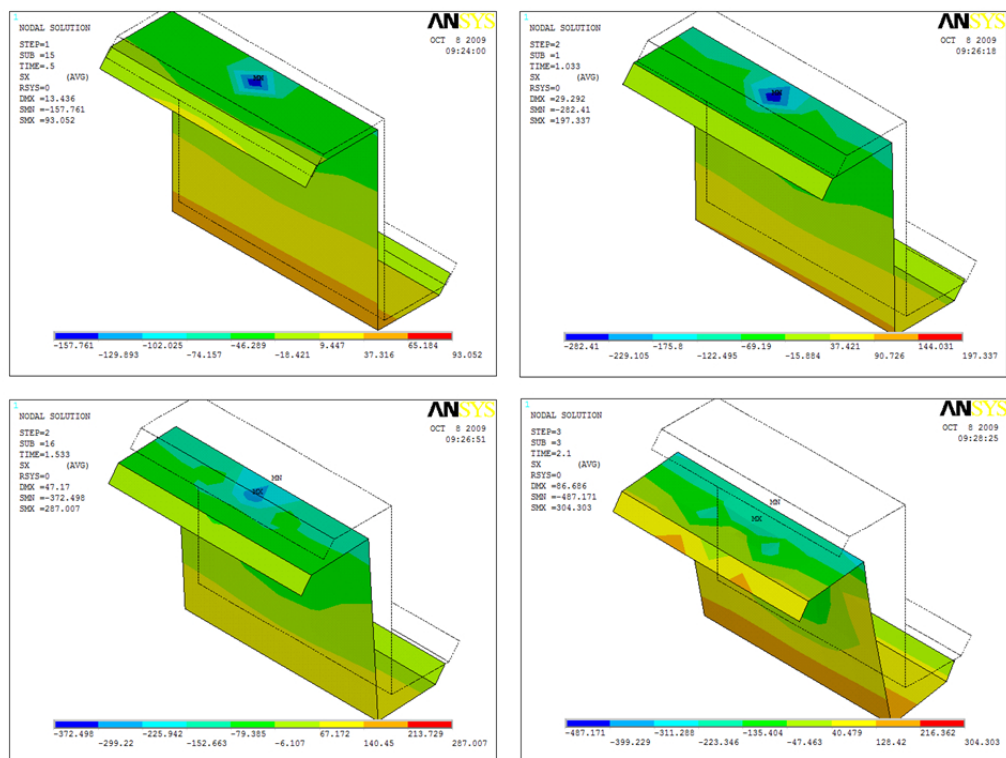 1
ANSYS
NODAL SOLUTION
OCT 8 2009
09:24:00
STEP=1
SUB =15
TIME=.5
SX (AVG)
RSYS=0
DMX =13.436
SMN =-157.761
SMX =93.052
MX
-157.761 -102.025 -46.289 9.447 65.184
-129.893 -74.157 -18.421 37.316 93.052
1
ANSYS
NODAL SOLUTION
OCT 8 2009
09:26:18
STEP=2
SUB =1
TIME=1.033
SX (AVG)
RSYS=0
DMX =29.292
SMN =-282.41
SMX =197.337
-282.41 -175.8 -69.19 37.421 144.031
-229.105 -122.495 -15.884 90.726 197.337
1
ANSYS
NODAL SOLUTION
OCT 8 2009
09:26:51
STEP=2
SUB =16
TIME=1.533
SX (AVG)
RSYS=0
DMX =47.17
SMN =-372.498
SMX =287.007
MN
MX
-372.498 -225.942 -79.385 67.172 213.729
-299.22 -152.663 -6.107 140.45 287.007
1
ANSYS
NODAL SOLUTION
OCT 8 2009
09:28:25
STEP=3
SUB =3
TIME=2.1
SX (AVG)
RSYS=0
DMX =86.686
SMN =-487.171
SMX =304.303
MN
MX
-487.171 -311.288 -135.404 40.479 216.362
-399.229 -223.346 -47.463 128.42 304.303